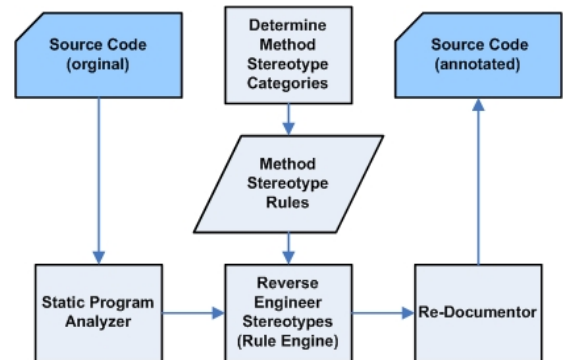 Source Code
(orginal)
Determine
Method
Stereotype
Categories
Source Code
(annotated)
Method
Stereotype
Rules
Static Program
Analyzer
Reverse
Engineer
Stereotypes
(Rule Engine)
Re-Documentor